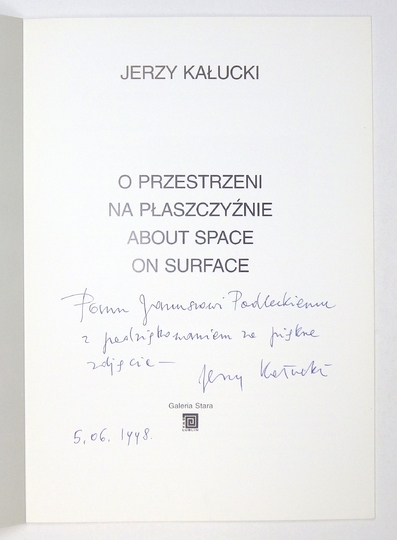 JERZY KAŁUCKI
O PRZESTRZENI
NA PŁASZCZYŹNIE
ABOUT SPACE
ON SURFACE
Panu Januszowi Podleckiemu
z podziękowaniem za piękne
zdjęcie —
Jerzy Kałucki
Galeria Stara
5.06.1998.